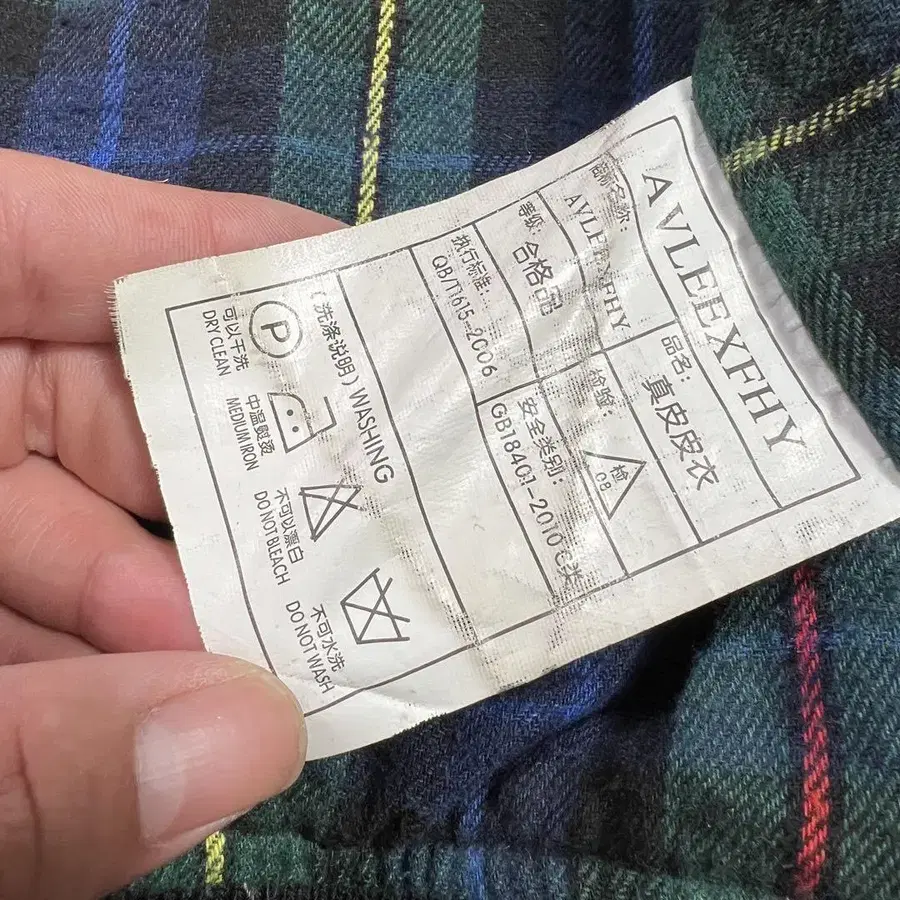 AVLEEXFHY
名称:
AVLEEXFHY
品名:
真皮皮衣
等级:
合格品
检验:
检
08
执行标准:
QB/T1615-2006
安全类别:
GB18401-2010 C类
(洗涤说明) WASHING
P
可以干洗
DRY CLEAN
中温熨烫
MEDIUM IRON
不可以漂白
DO NOT BLEACH
不可水洗
DO NOT WASH